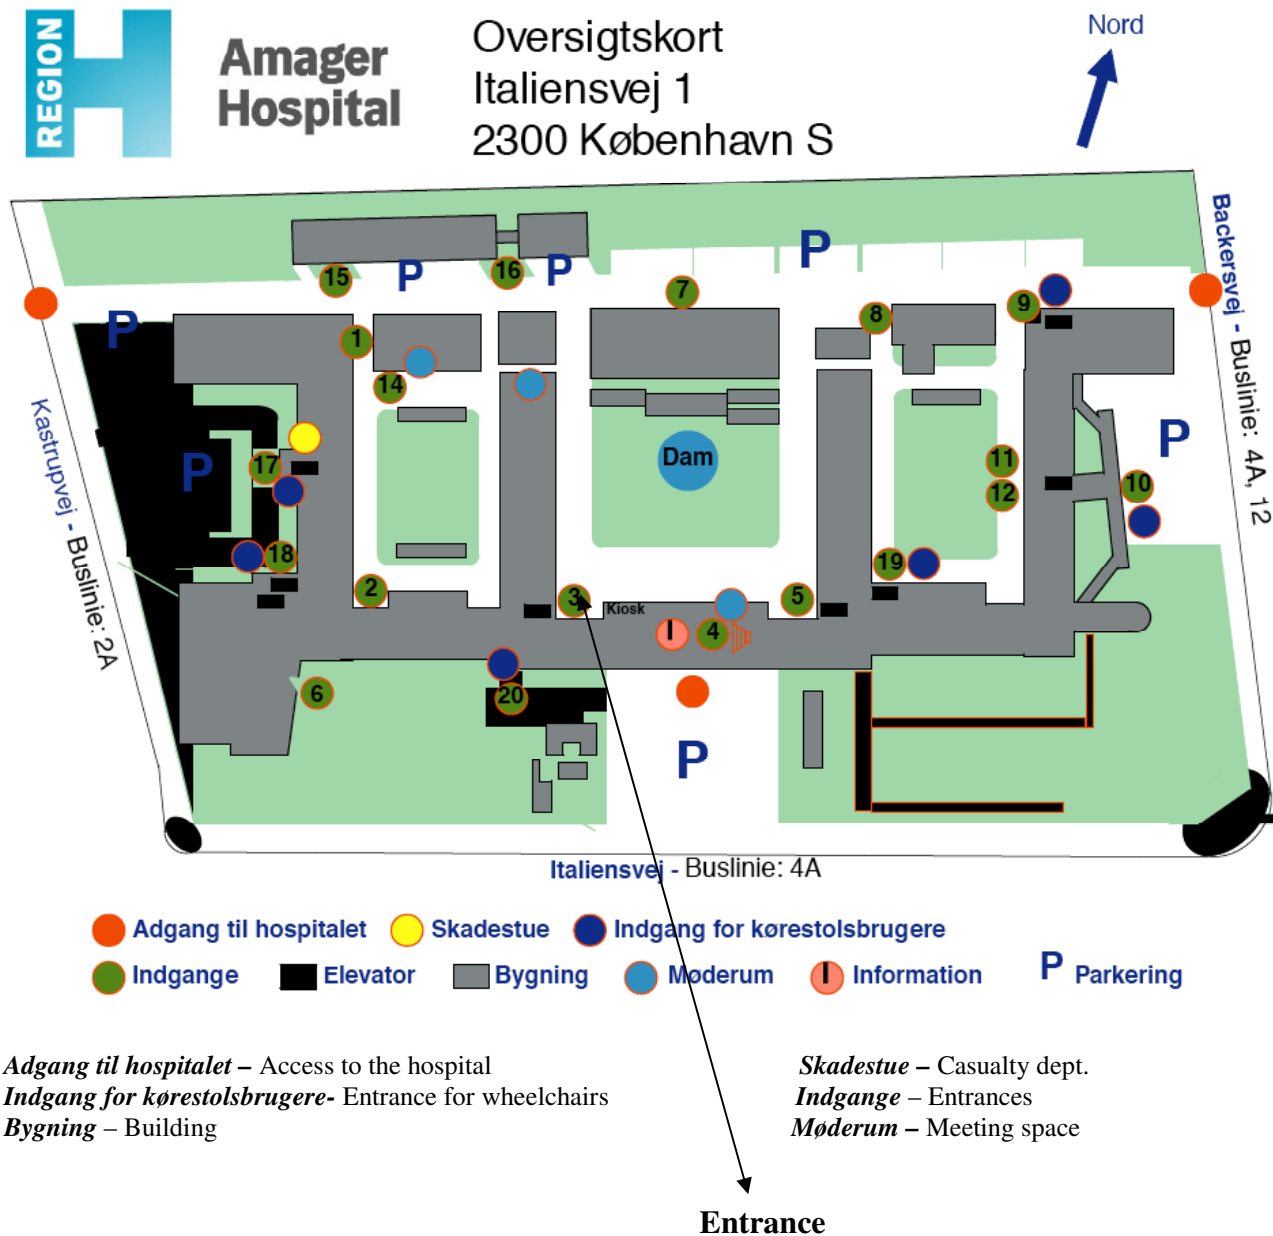 REGION
Amager
Hospital
Oversigtskort
Italiensvej 1
2300 København S
Nord
Backersvej - Buslinie: 4A, 12
Kastrupvej - Buslinie: 2A
P
P
P
P
P
P
P
15
16
7
8
9
1
14
17
18
11
12
10
19
2
3
Kiosk
I
4
5
6
20
Dam
Italiensvej - Buslinie: 4A
Adgang til hospitalet
Skadestue
Indgang for kørestolsbrugere
Indgange
Elevator
Bygning
Møderum
I Information
P Parkering
Adgang til hospitalet – Access to the hospital
Skadestue – Casualty dept.
Indgang for kørestolsbrugere- Entrance for wheelchairs
Indgange – Entrances
Bygning – Building
Møderum – Meeting space
Entrance